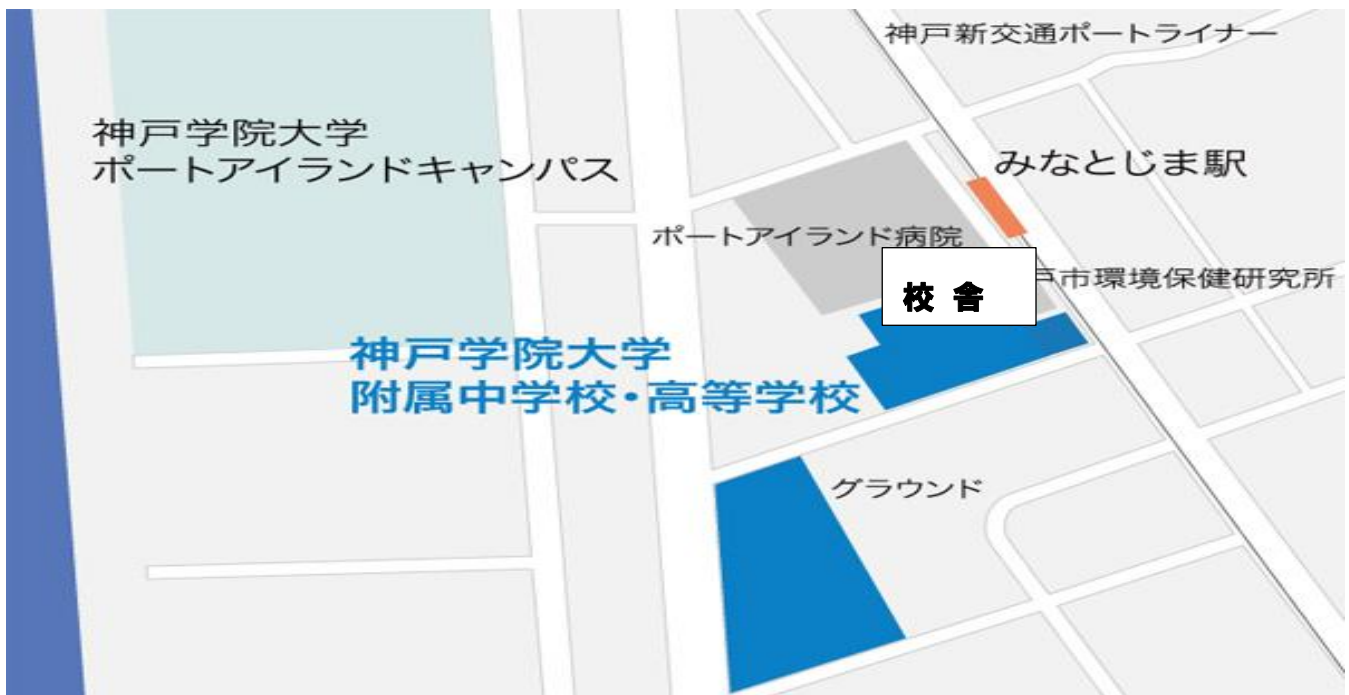 神戸新交通ポートライナー
神戸学院大学
ポートアイランドキャンパス
みなとじま駅
ポートアイランド病院
戸市環境保健研究所
校舎
神戸学院大学
附属中学校・高等学校
グラウンド